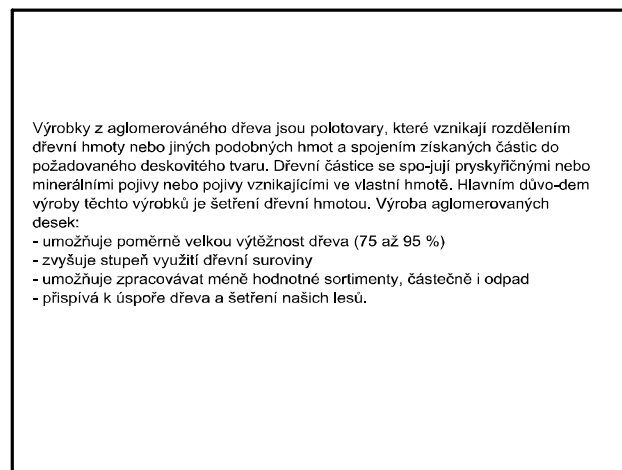 Výrobky z aglomerováného dřeva jsou polotovary, které vznikají rozdělením
dřevní hmoty nebo jiných podobných hmot a spojením získaných částic do
požadovaného deskovitého tvaru. Dřevní částice se spo-jují pryskyřičnými nebo
minerálními pojivy nebo pojivy vznikajícími ve vlastní hmotě. Hlavním důvo-dem
výroby těchto výrobků je šetření dřevní hmotou. Výroba aglomerovaných
desek:
- umožňuje poměrně velkou výtěžnost dřeva (75 až 95 %)
- zvyšuje stupeň využití dřevní suroviny
- umožňuje zpracovávat méně hodnotné sortimenty, částečně i odpad
- přispívá k úspoře dřeva a šetření našich lesů.